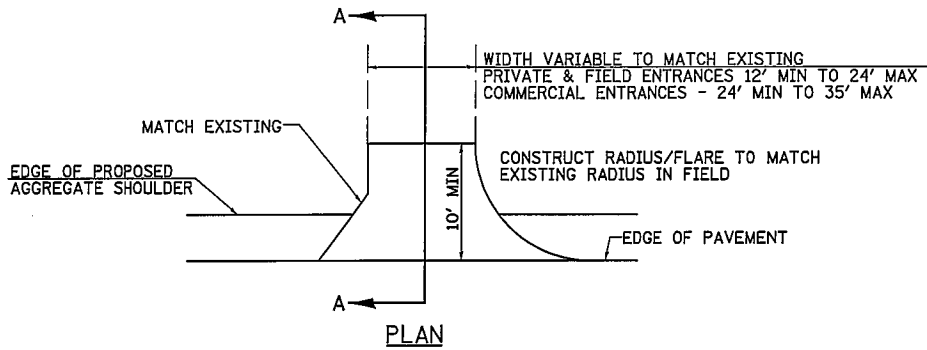 A
WIDTH VARIABLE TO MATCH EXISTING
PRIVATE & FIELD ENTRANCES 12' MIN TO 24' MAX
COMMERCIAL ENTRANCES - 24' MIN TO 35' MAX
MATCH EXISTING
CONSTRUCT RADIUS/FLARE TO MATCH
EXISTING RADIUS IN FIELD
EDGE OF PROPOSED
AGGREGATE SHOULDER
10' MIN
EDGE OF PAVEMENT
A
PLAN